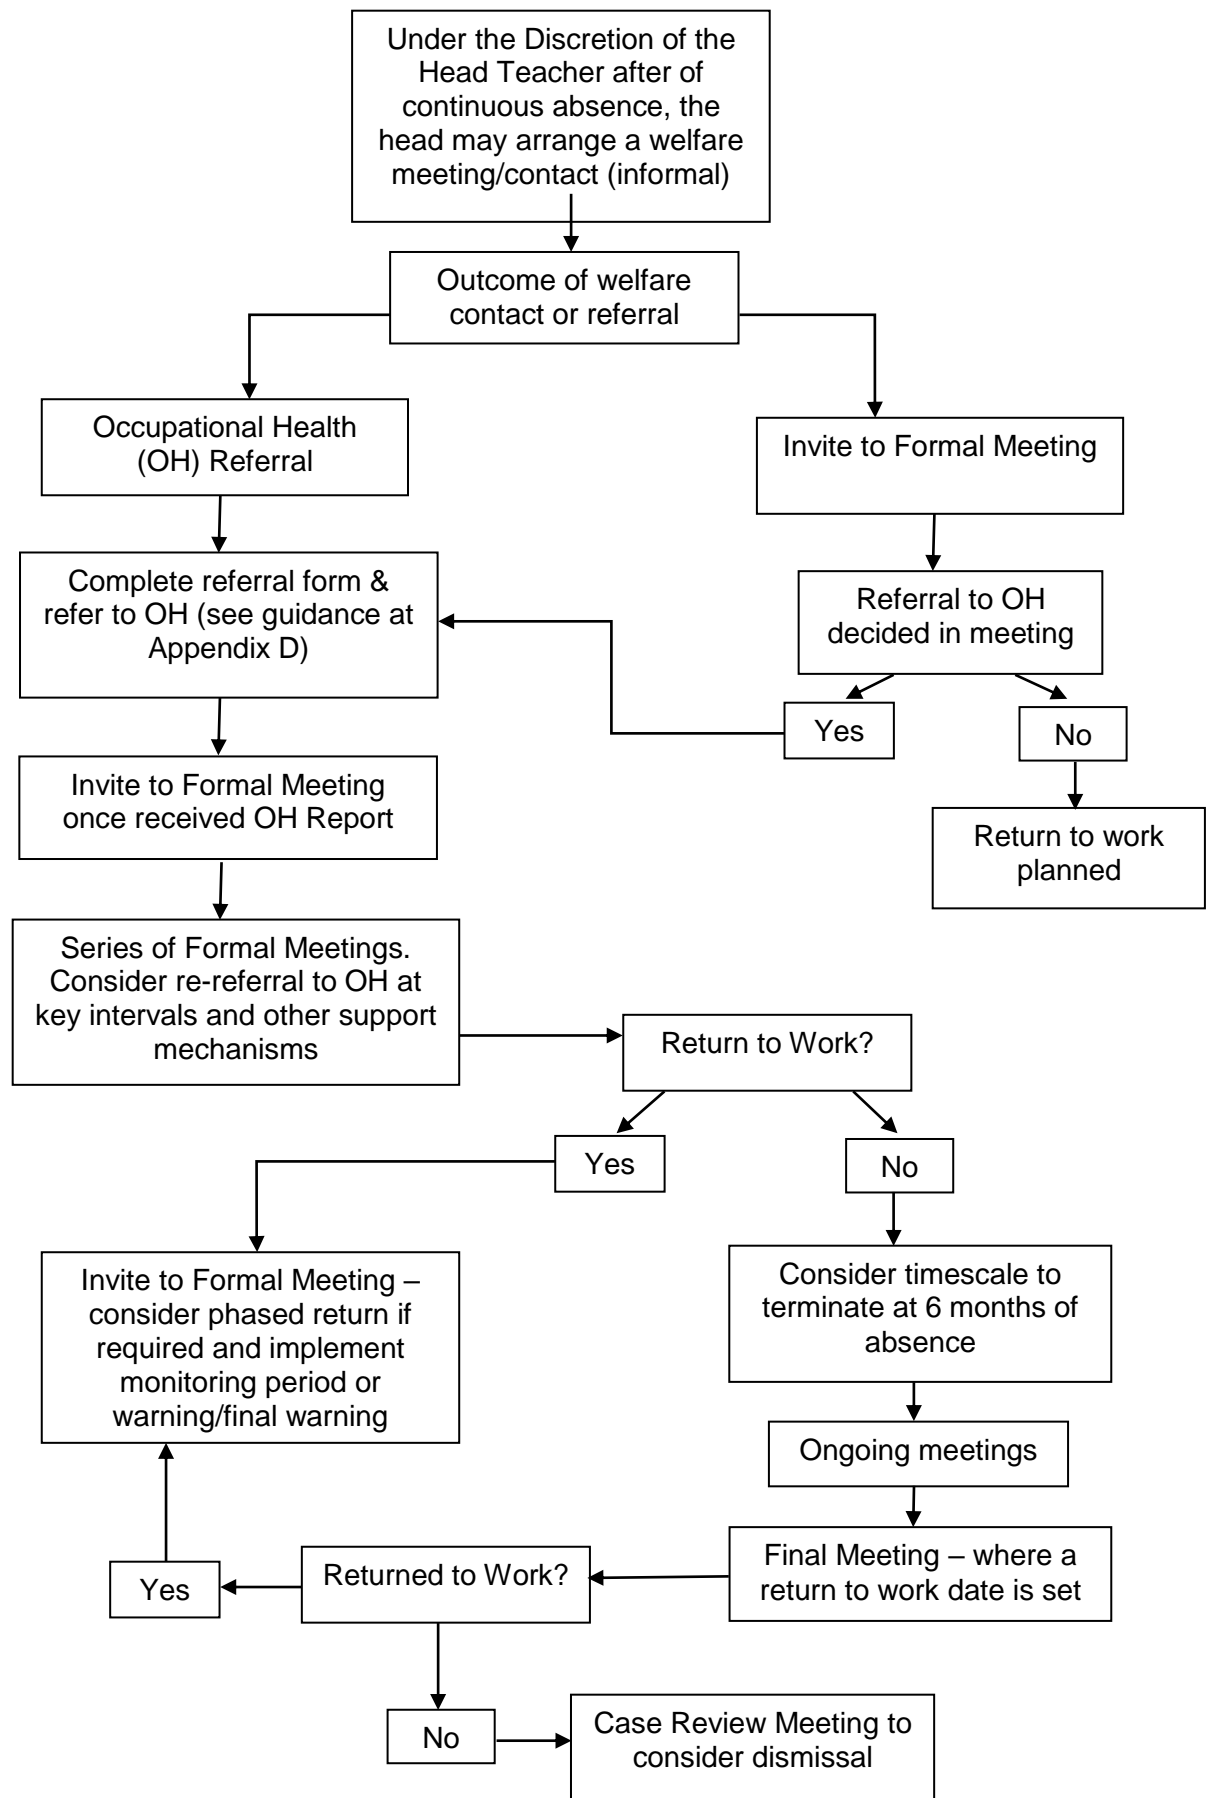 Under the Discretion of the
Head Teacher after of
continuous absence, the
head may arrange a welfare
meeting/contact (informal)
Outcome of welfare
contact or referral
Occupational Health
(OH) Referral
Invite to Formal Meeting
Complete referral form &
refer to OH (see guidance at
Appendix D)
Referral to OH
decided in meeting
Yes
No
Invite to Formal Meeting
once received OH Report
Return to work
planned
Series of Formal Meetings.
Consider re-referral to OH at
key intervals and other support
mechanisms
Return to Work?
Yes
No
Invite to Formal Meeting –
consider phased return if
required and implement
monitoring period or
warning/final warning
Consider timescale to
terminate at 6 months of
absence
Ongoing meetings
Final Meeting – where a
return to work date is set
Returned to Work?
Yes
No
Case Review Meeting to
consider dismissal